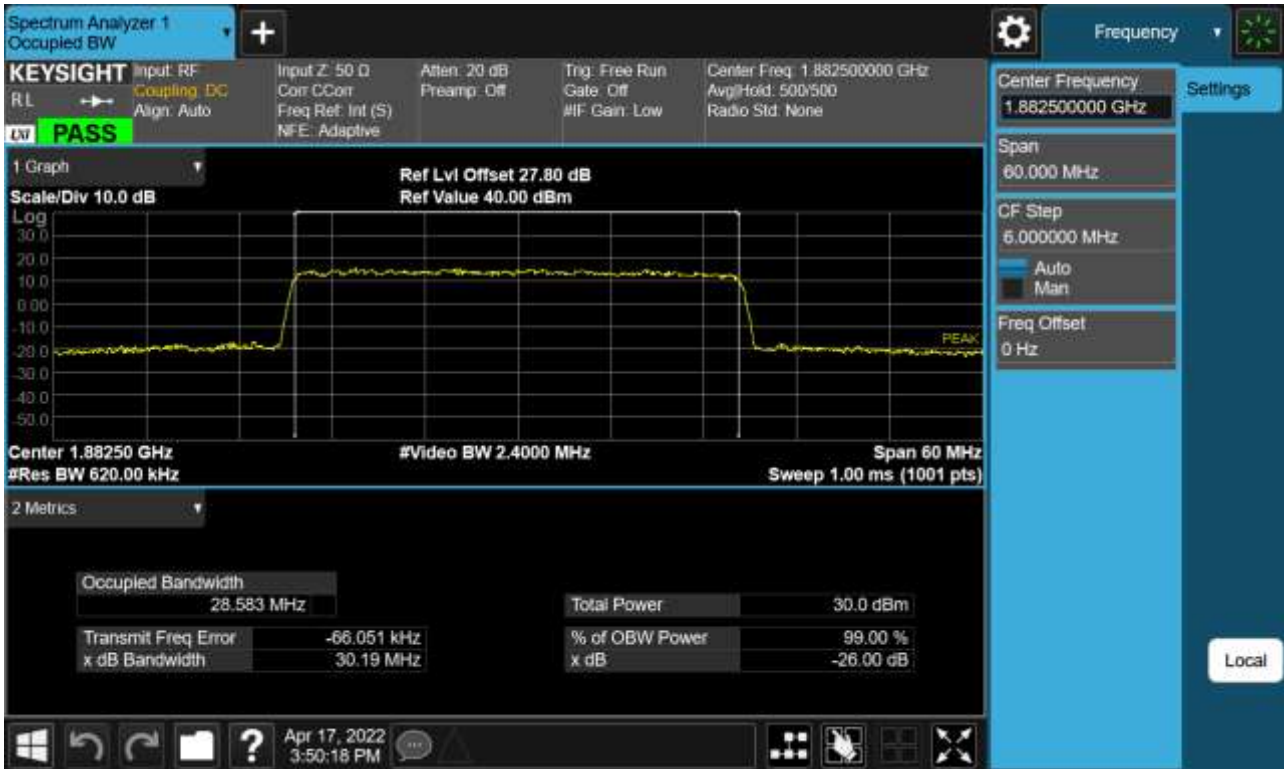 Spectrum Analyzer 1
Occupied BW
+
Frequency
KEYSIGHT
RL
LXI
PASS
Input: RF
Coupling: DC
Align: Auto
Input Z: 50 Ω
Corr CCorr
Freq Ref: Int (S)
NFE: Adaptive
Atten: 20 dB
Preamp: Off
Trig: Free Run
Gate: Off
#IF Gain: Low
Center Freq: 1.882500000 GHz
Avg|Hold: 500/500
Radio Std: None
Center Frequency
1.882500000 GHz
Settings
Span
60.000 MHz
CF Step
6.000000 MHz
Auto
Man
Freq Offset
0 Hz
Local
1 Graph
Scale/Div 10.0 dB
Ref Lvl Offset 27.80 dB
Ref Value 40.00 dBm
Log
30.0
20.0
10.0
0.00
-10.0
-20.0
-30.0
-40.0
-50.0
PEAK
Center 1.88250 GHz
#Video BW 2.4000 MHz
Span 60 MHz
#Res BW 620.00 kHz
Sweep 1.00 ms (1001 pts)
2 Metrics
Occupied Bandwidth
28.583 MHz
Total Power 30.0 dBm
Transmit Freq Error -66.051 kHz
% of OBW Power 99.00 %
x dB Bandwidth 30.19 MHz
x dB -26.00 dB
?
Apr 17, 2022
3:50:18 PM